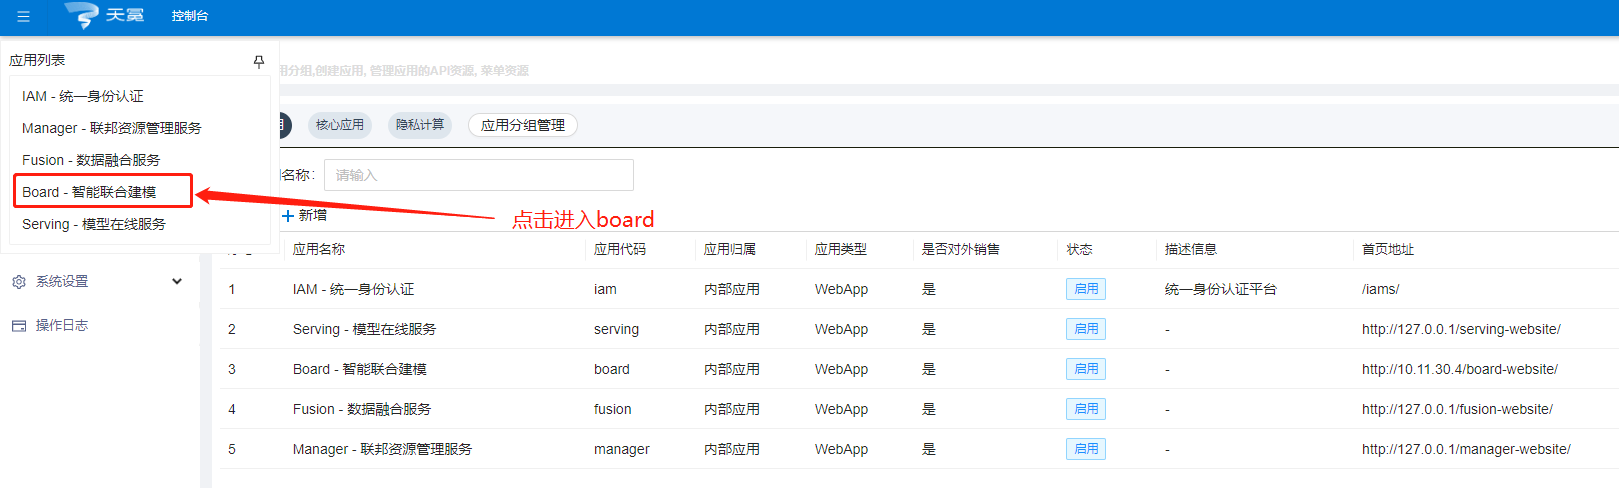 天冕 控制台
应用列表
IAM - 统一身份认证
Manager - 联邦资源管理服务
Fusion - 数据融合服务
Board - 智能联合建模
Serving - 模型在线服务
系统设置
操作日志
用分组,创建应用, 管理应用的API资源, 菜单资源
核心应用 隐私计算 应用分组管理
名称: 请输入
+ 新增
点击进入board
应用名称 应用代码 应用归属 应用类型 是否对外销售 状态 描述信息 首页地址
1 IAM - 统一身份认证 iam 内部应用 WebApp 是 启用 统一身份认证平台 /iams/
2 Serving - 模型在线服务 serving 内部应用 WebApp 是 启用 - http://127.0.0.1/serving-website/
3 Board - 智能联合建模 board 内部应用 WebApp 是 启用 - http://10.11.30.4/board-website/
4 Fusion - 数据融合服务 fusion 内部应用 WebApp 是 启用 - http://127.0.0.1/fusion-website/
5 Manager - 联邦资源管理服务 manager 内部应用 WebApp 是 启用 - http://127.0.0.1/manager-website/